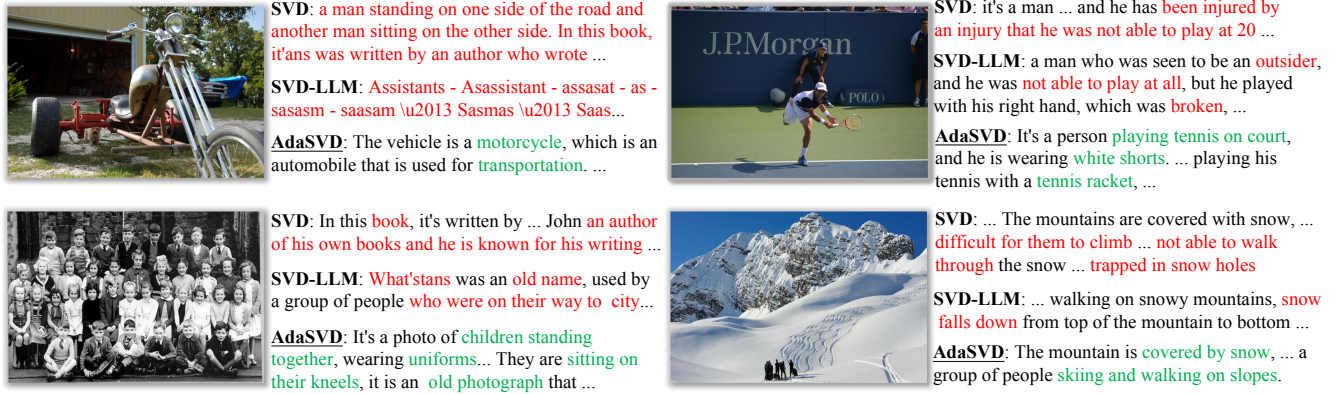 SVD: a man standing on one side of the road and
another man sitting on the other side. In this book,
it'ans was written by an author who wrote ...
SVD-LLM: Assistants - Asassistant - assasat - as -
sasasm - saasam \u2013 Sasmas \u2013 Saas...
AdaSVD: The vehicle is a motorcycle, which is an
automobile that is used for transportation. ...
J.P.Morgan
POLO
SVD: it's a man ... and he has been injured by
an injury that he was not able to play at 20 ...
SVD-LLM: a man who was seen to be an outsider,
and he was not able to play at all, but he played
with his right hand, which was broken, ...
AdaSVD: It's a person playing tennis on court,
and he is wearing white shorts. ... playing his
tennis with a tennis racket, ...
SVD: In this book, it's written by ... John an author
of his own books and he is known for his writing ...
SVD-LLM: What'stans was an old name, used by
a group of people who were on their way to city...
AdaSVD: It's a photo of children standing
together, wearing uniforms... They are sitting on
their kneels, it is an old photograph that ...
SVD: ... The mountains are covered with snow, ...
difficult for them to climb ... not able to walk
through the snow ... trapped in snow holes
SVD-LLM: ... walking on snowy mountains, snow
falls down from top of the mountain to bottom ...
AdaSVD: The mountain is covered by snow, ... a
group of people skiing and walking on slopes.